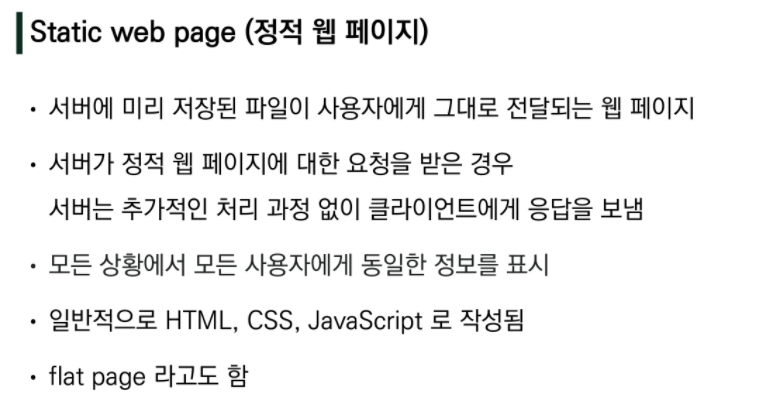 Static web page (정적 웹 페이지)
• 서버에 미리 저장된 파일이 사용자에게 그대로 전달되는 웹 페이지
• 서버가 정적 웹 페이지에 대한 요청을 받은 경우
서버는 추가적인 처리 과정 없이 클라이언트에게 응답을 보냄
• 모든 상황에서 모든 사용자에게 동일한 정보를 표시
• 일반적으로 HTML, CSS, JavaScript 로 작성됨
• flat page 라고도 함